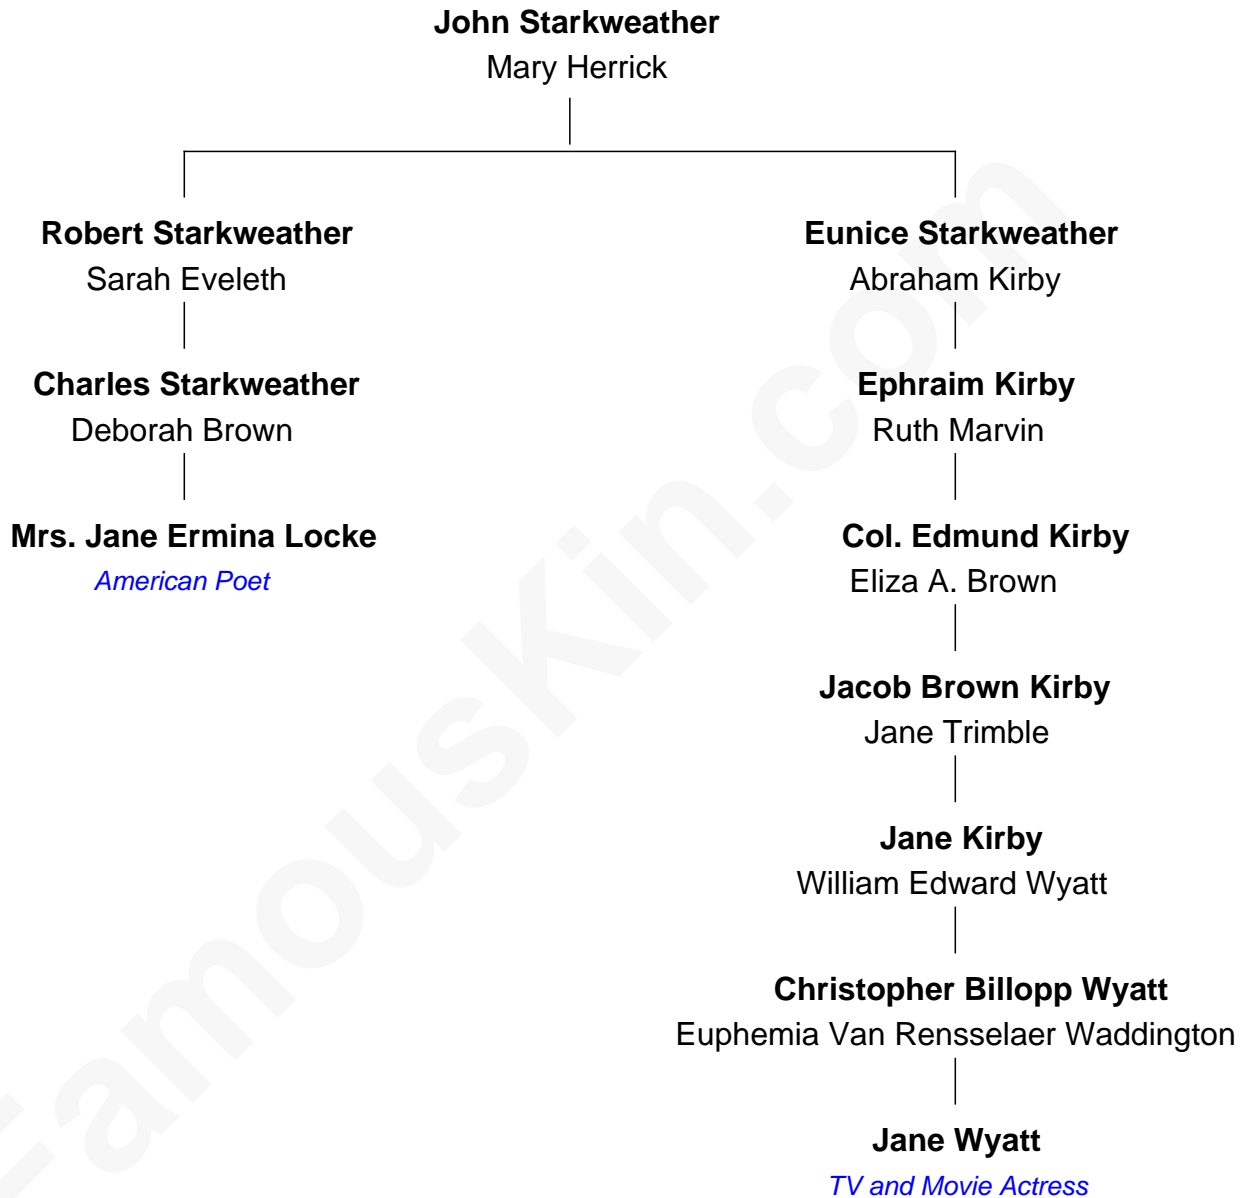 John Starkweather
Mary Herrick
Robert Starkweather
Sarah Eveleth
Charles Starkweather
Deborah Brown
Mrs. Jane Ermina Locke
American Poet
Eunice Starkweather
Abraham Kirby
Ephraim Kirby
Ruth Marvin
Col. Edmund Kirby
Eliza A. Brown
Jacob Brown Kirby
Jane Trimble
Jane Kirby
William Edward Wyatt
Christopher Billopp Wyatt
Euphemia Van Rensselaer Waddington
Jane Wyatt
TV and Movie Actress
FamousKin.com